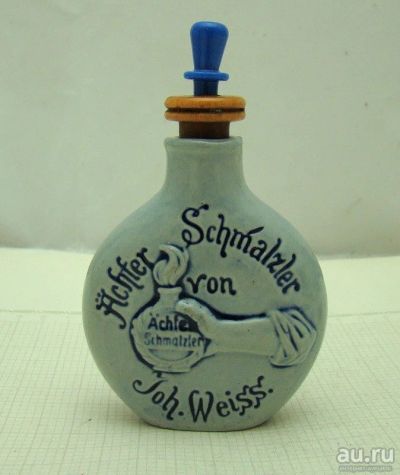 Ächter Schmalzler
von
Ächter
Schmalzler
Joh. Weiss.
au.ru